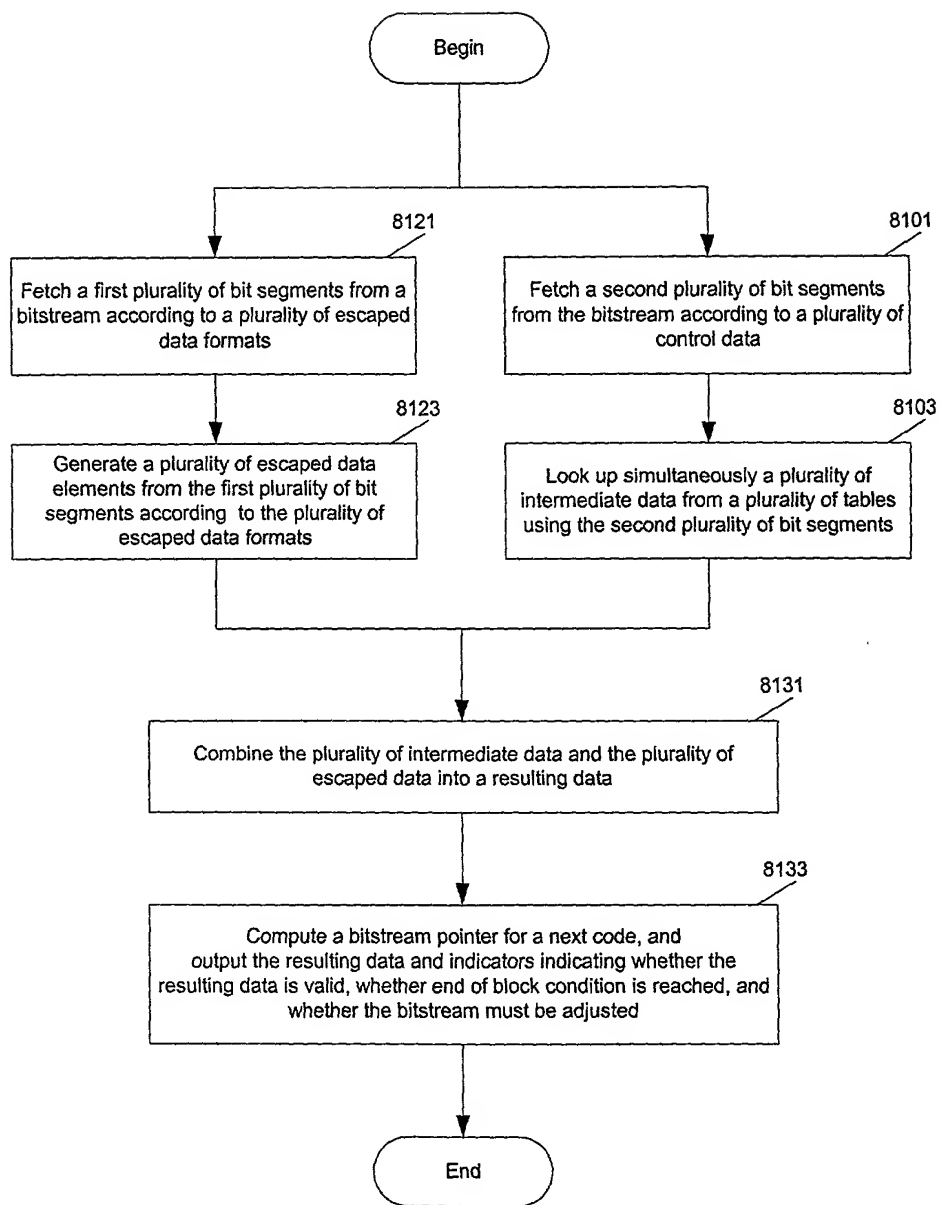 Begin
8121
Fetch a first plurality of bit segments from a
bitstream according to a plurality of escaped
data formats
8101
Fetch a second plurality of bit segments
from the bitstream according to a plurality of
control data
8123
Generate a plurality of escaped data
elements from the first plurality of bit
segments according to the plurality of
escaped data formats
8103
Look up simultaneously a plurality of
intermediate data from a plurality of tables
using the second plurality of bit segments
8131
Combine the plurality of intermediate data and the plurality of
escaped data into a resulting data
8133
Compute a bitstream pointer for a next code, and
output the resulting data and indicators indicating whether the
resulting data is valid, whether end of block condition is reached, and
whether the bitstream must be adjusted
End